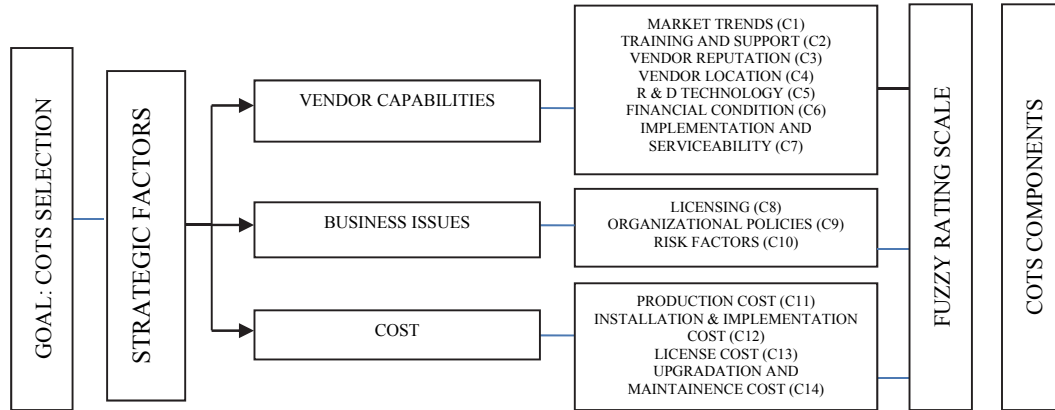 GOAL: COTS SELECTION
STRATEGIC FACTORS
VENDOR CAPABILITIES
MARKET TRENDS (C1)
TRAINING AND SUPPORT (C2)
VENDOR REPUTATION (C3)
VENDOR LOCATION (C4)
R & D TECHNOLOGY (C5)
FINANCIAL CONDITION (C6)
IMPLEMENTATION AND
SERVICEABILITY (C7)
BUSINESS ISSUES
LICENSING (C8)
ORGANIZATIONAL POLICIES (C9)
RISK FACTORS (C10)
COST
PRODUCTION COST (C11)
INSTALLATION & IMPLEMENTATION
COST (C12)
LICENSE COST (C13)
UPGRADATION AND
MAINTAINENCE COST (C14)
FUZZY RATING SCALE
COTS COMPONENTS